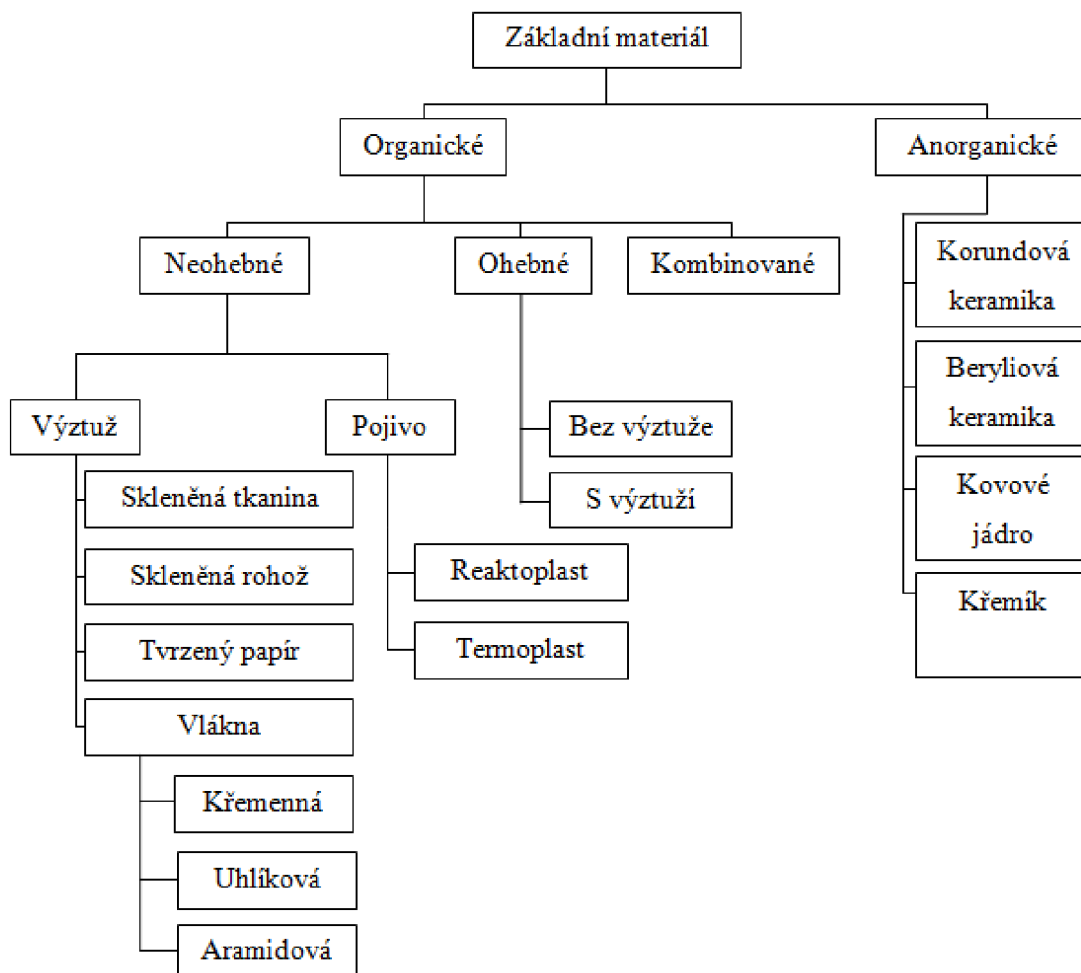 Základní materiál
Organické
Anorganické
Neohebné
Ohebné
Kombinované
Korundová
keramika
Beryliová
keramika
Kovové
jádro
Křemík
Výztuž
Pojivo
Bez výztuže
S výztuží
Skleněná tkanina
Skleněná rohož
Tvrzený papír
Vlákna
Reaktoplast
Termoplast
Křemenná
Uhlíková
Aramidová